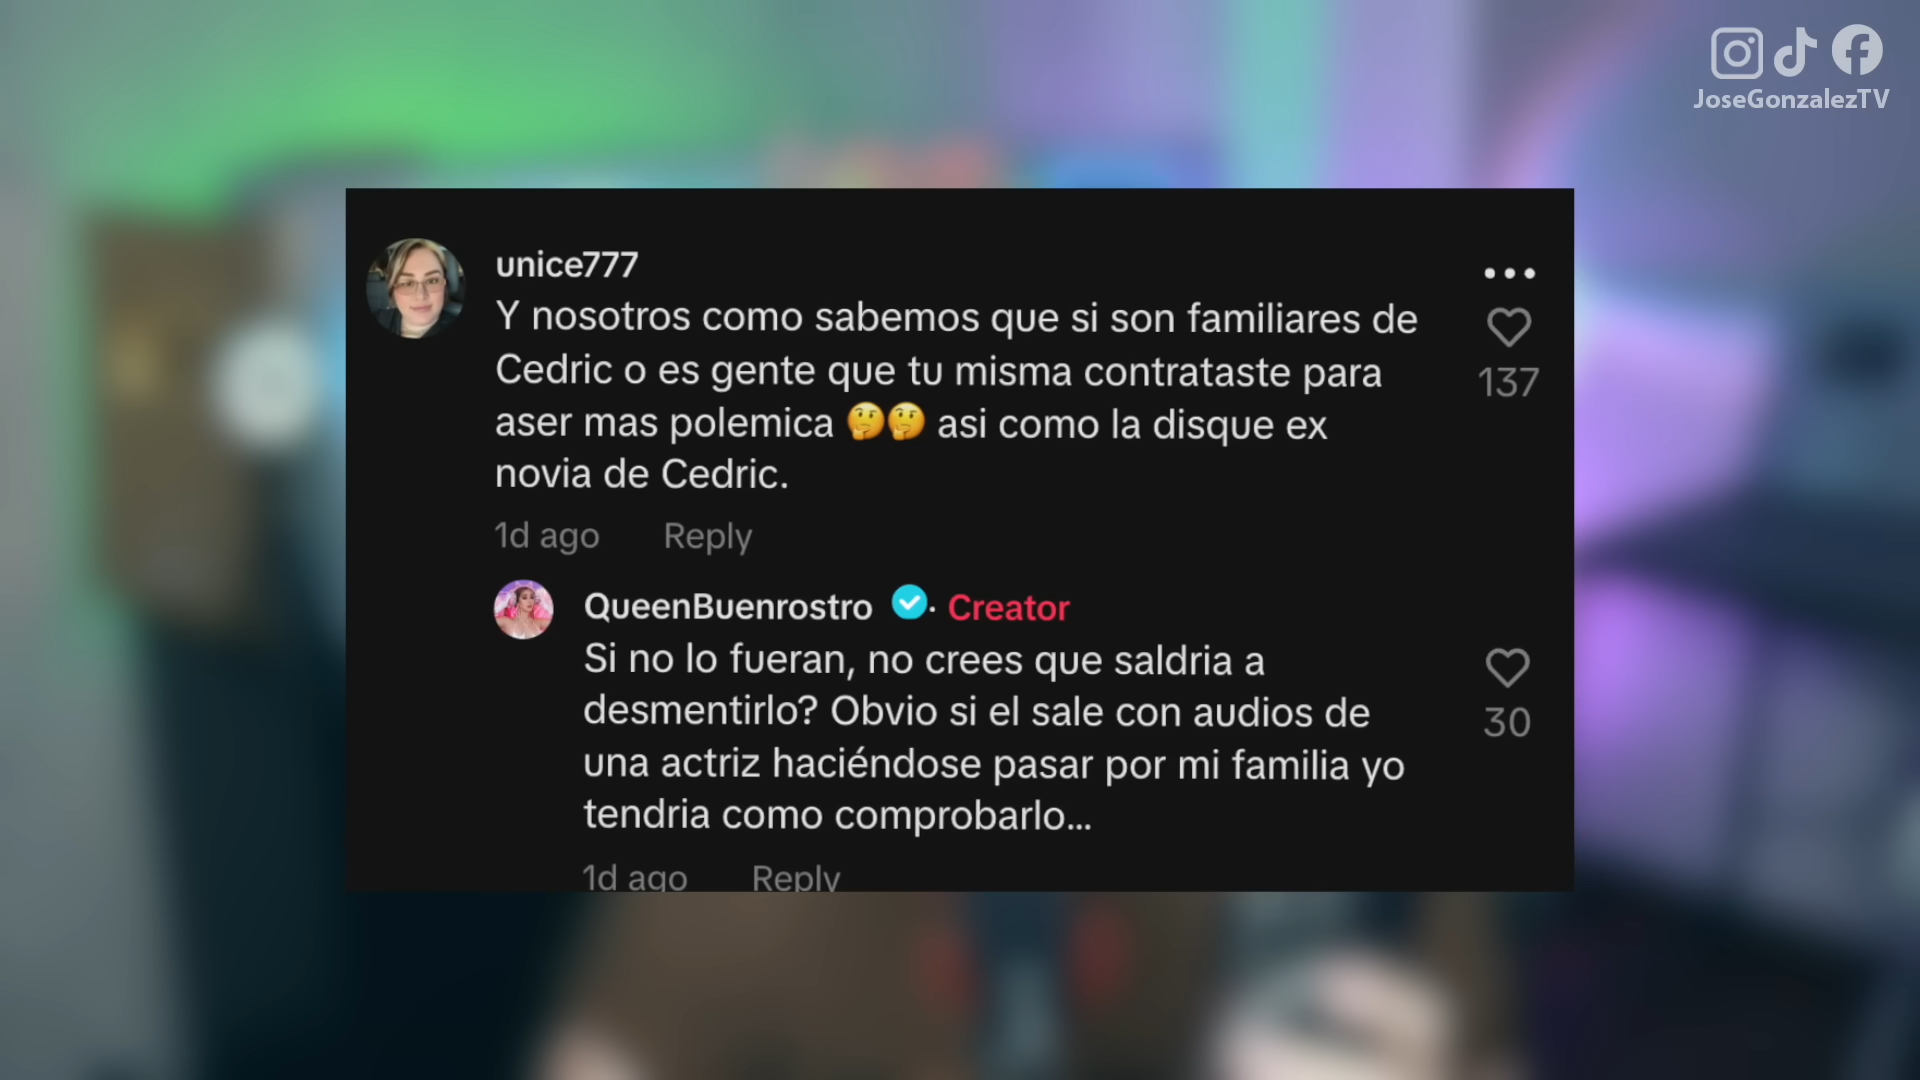 JoseGonzalezTV
unice777
Y nosotros como sabemos que si son familiares de
Cedric o es gente que tu misma contrataste para
aser mas polemica 🤔🤔 asi como la disque ex
novia de Cedric.
137
1d ago Reply
QueenBuenrostro · Creator
Si no lo fueran, no crees que saldria a
desmentirlo? Obvio si el sale con audios de
una actriz haciéndose pasar por mi familia yo
tendria como comprobarlo...
30
1d ago Reply